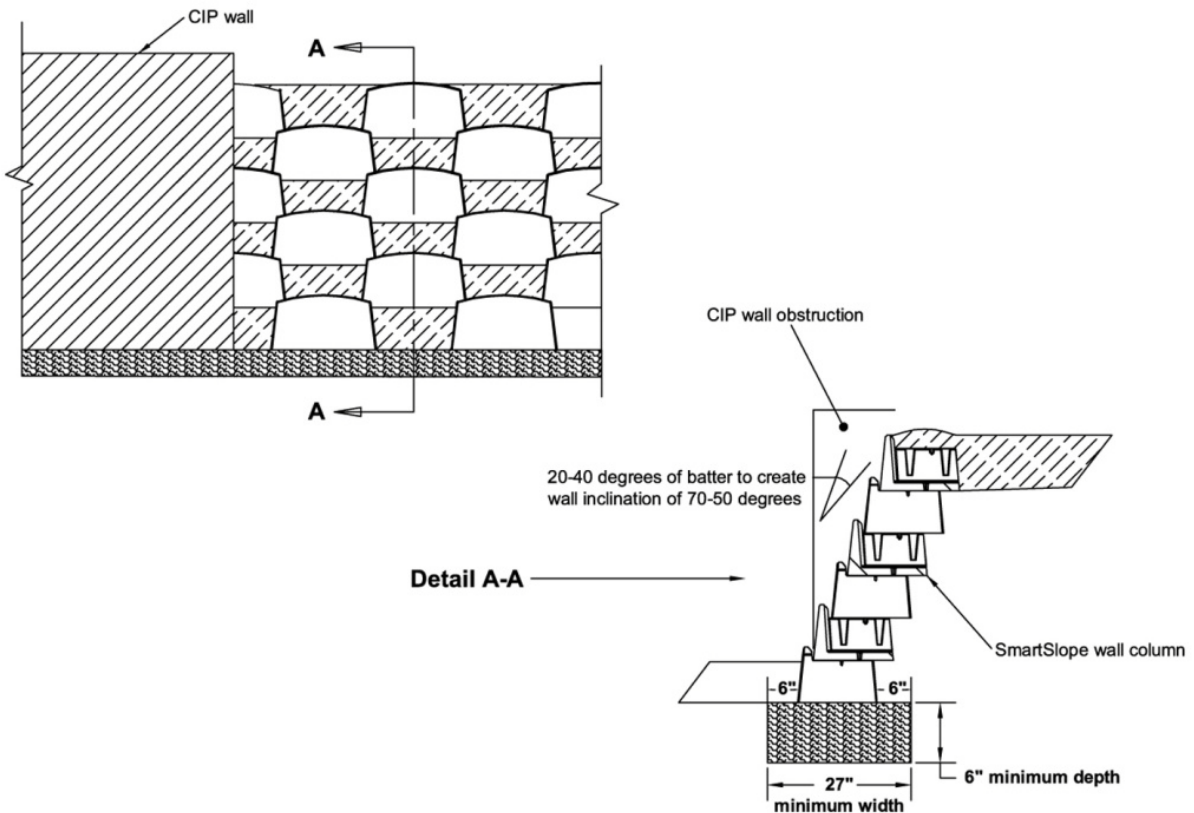 CIP wall
A
A
CIP wall obstruction
20-40 degrees of batter to create
wall inclination of 70-50 degrees
Detail A-A
SmartSlope wall column
6"
6"
6" minimum depth
27"
minimum width